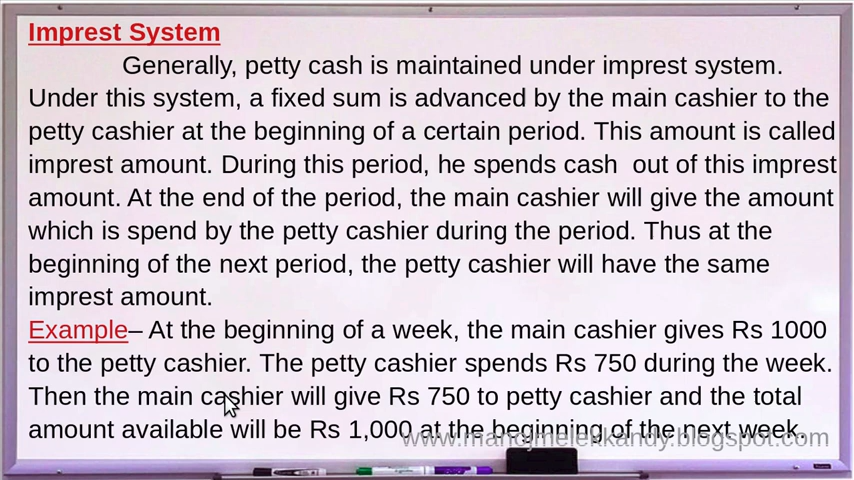 Imprest System
Generally, petty cash is maintained under imprest system.
Under this system, a fixed sum is advanced by the main cashier to the
petty cashier at the beginning of a certain period. This amount is called
imprest amount. During this period, he spends cash  out of this imprest
amount. At the end of the period, the main cashier will give the amount
which is spend by the petty cashier during the period. Thus at the
beginning of the next period, the petty cashier will have the same
imprest amount.
Example– At the beginning of a week, the main cashier gives Rs 1000
to the petty cashier. The petty cashier spends Rs 750 during the week.
Then the main cashier will give Rs 750 to petty cashier and the total
amount available will be Rs 1,000 at the beginning of the next week.
www.manojmelekkandy.blogspot.com